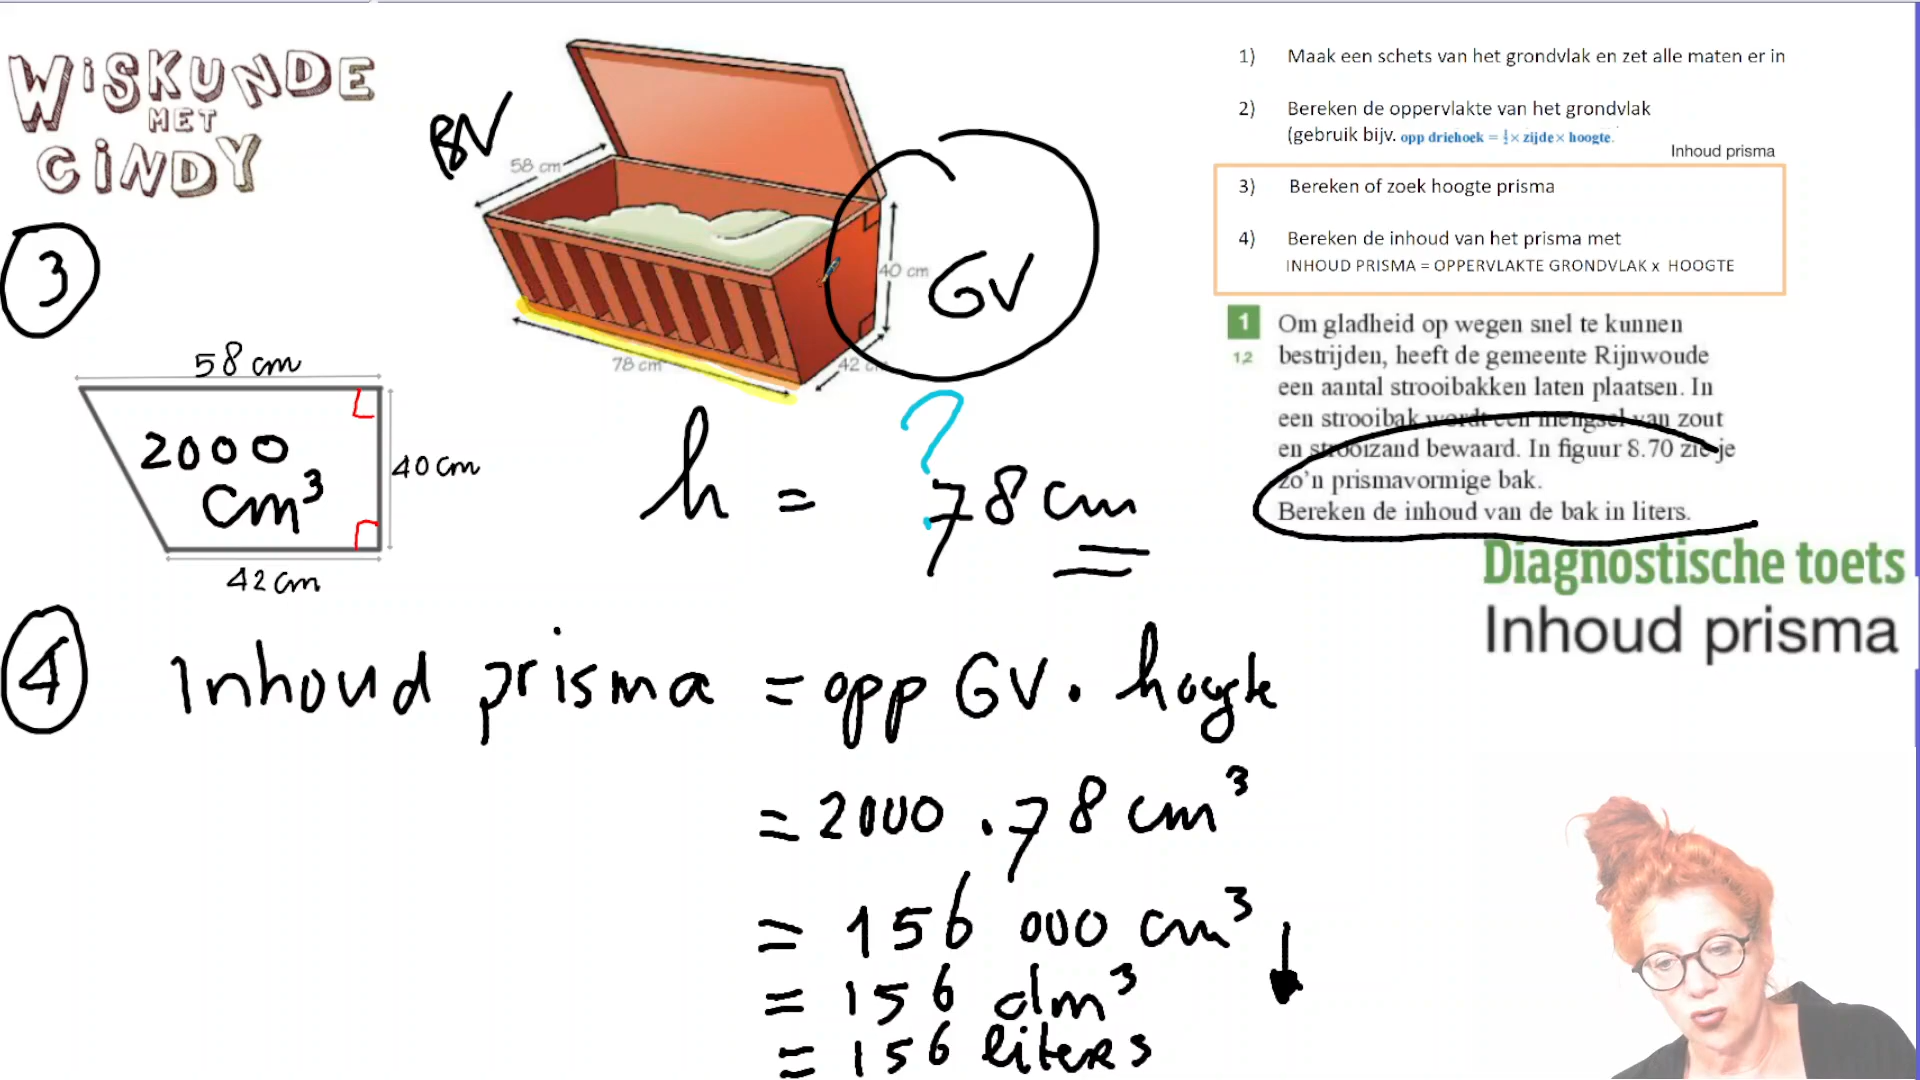 WiSKUNDE
MET
CiNDY
BV
58 cm
40 cm
GV
78 cm
42 c
1) Maak een schets van het grondvlak en zet alle maten er in
2) Bereken de oppervlakte van het grondvlak
(gebruik bijv. opp driehoek = ½ × zijde × hoogte.
Inhoud prisma
3) Bereken of zoek hoogte prisma
4) Bereken de inhoud van het prisma met
INHOUD PRISMA = OPPERVLAKTE GRONDVLAK x HOOGTE
1 Om gladheid op wegen snel te kunnen
1,2 bestrijden, heeft de gemeente Rijnwoude
een aantal strooibakken laten plaatsen. In
een strooibak wordt een mengsel van zout
en strooizand bewaard. In figuur 8.70 zie je
zo'n prismavormige bak.
Bereken de inhoud van de bak in liters.
Diagnostische toets
Inhoud prisma
3
58 cm
2000
cm³
40 cm
42 cm
?
h = 78 cm
4 Inhoud prisma = opp GV . hoogte
= 2000 . 78 cm³
= 156 000 cm³
= 156 dm³
= 156 liters